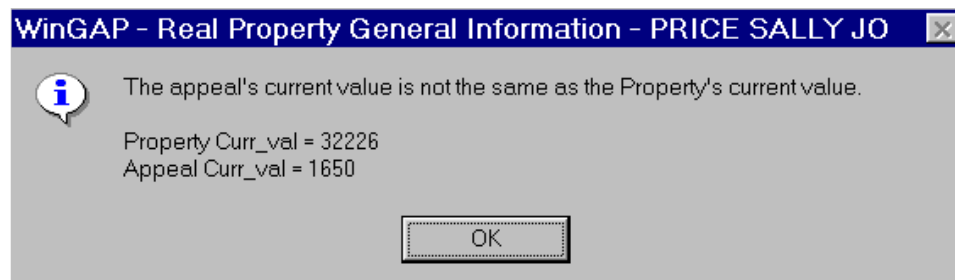 WinGAP - Real Property General Information - PRICE SALLY JO
The appeal's current value is not the same as the Property's current value.
Property Curr_val = 32226
Appeal Curr_val = 1650
OK